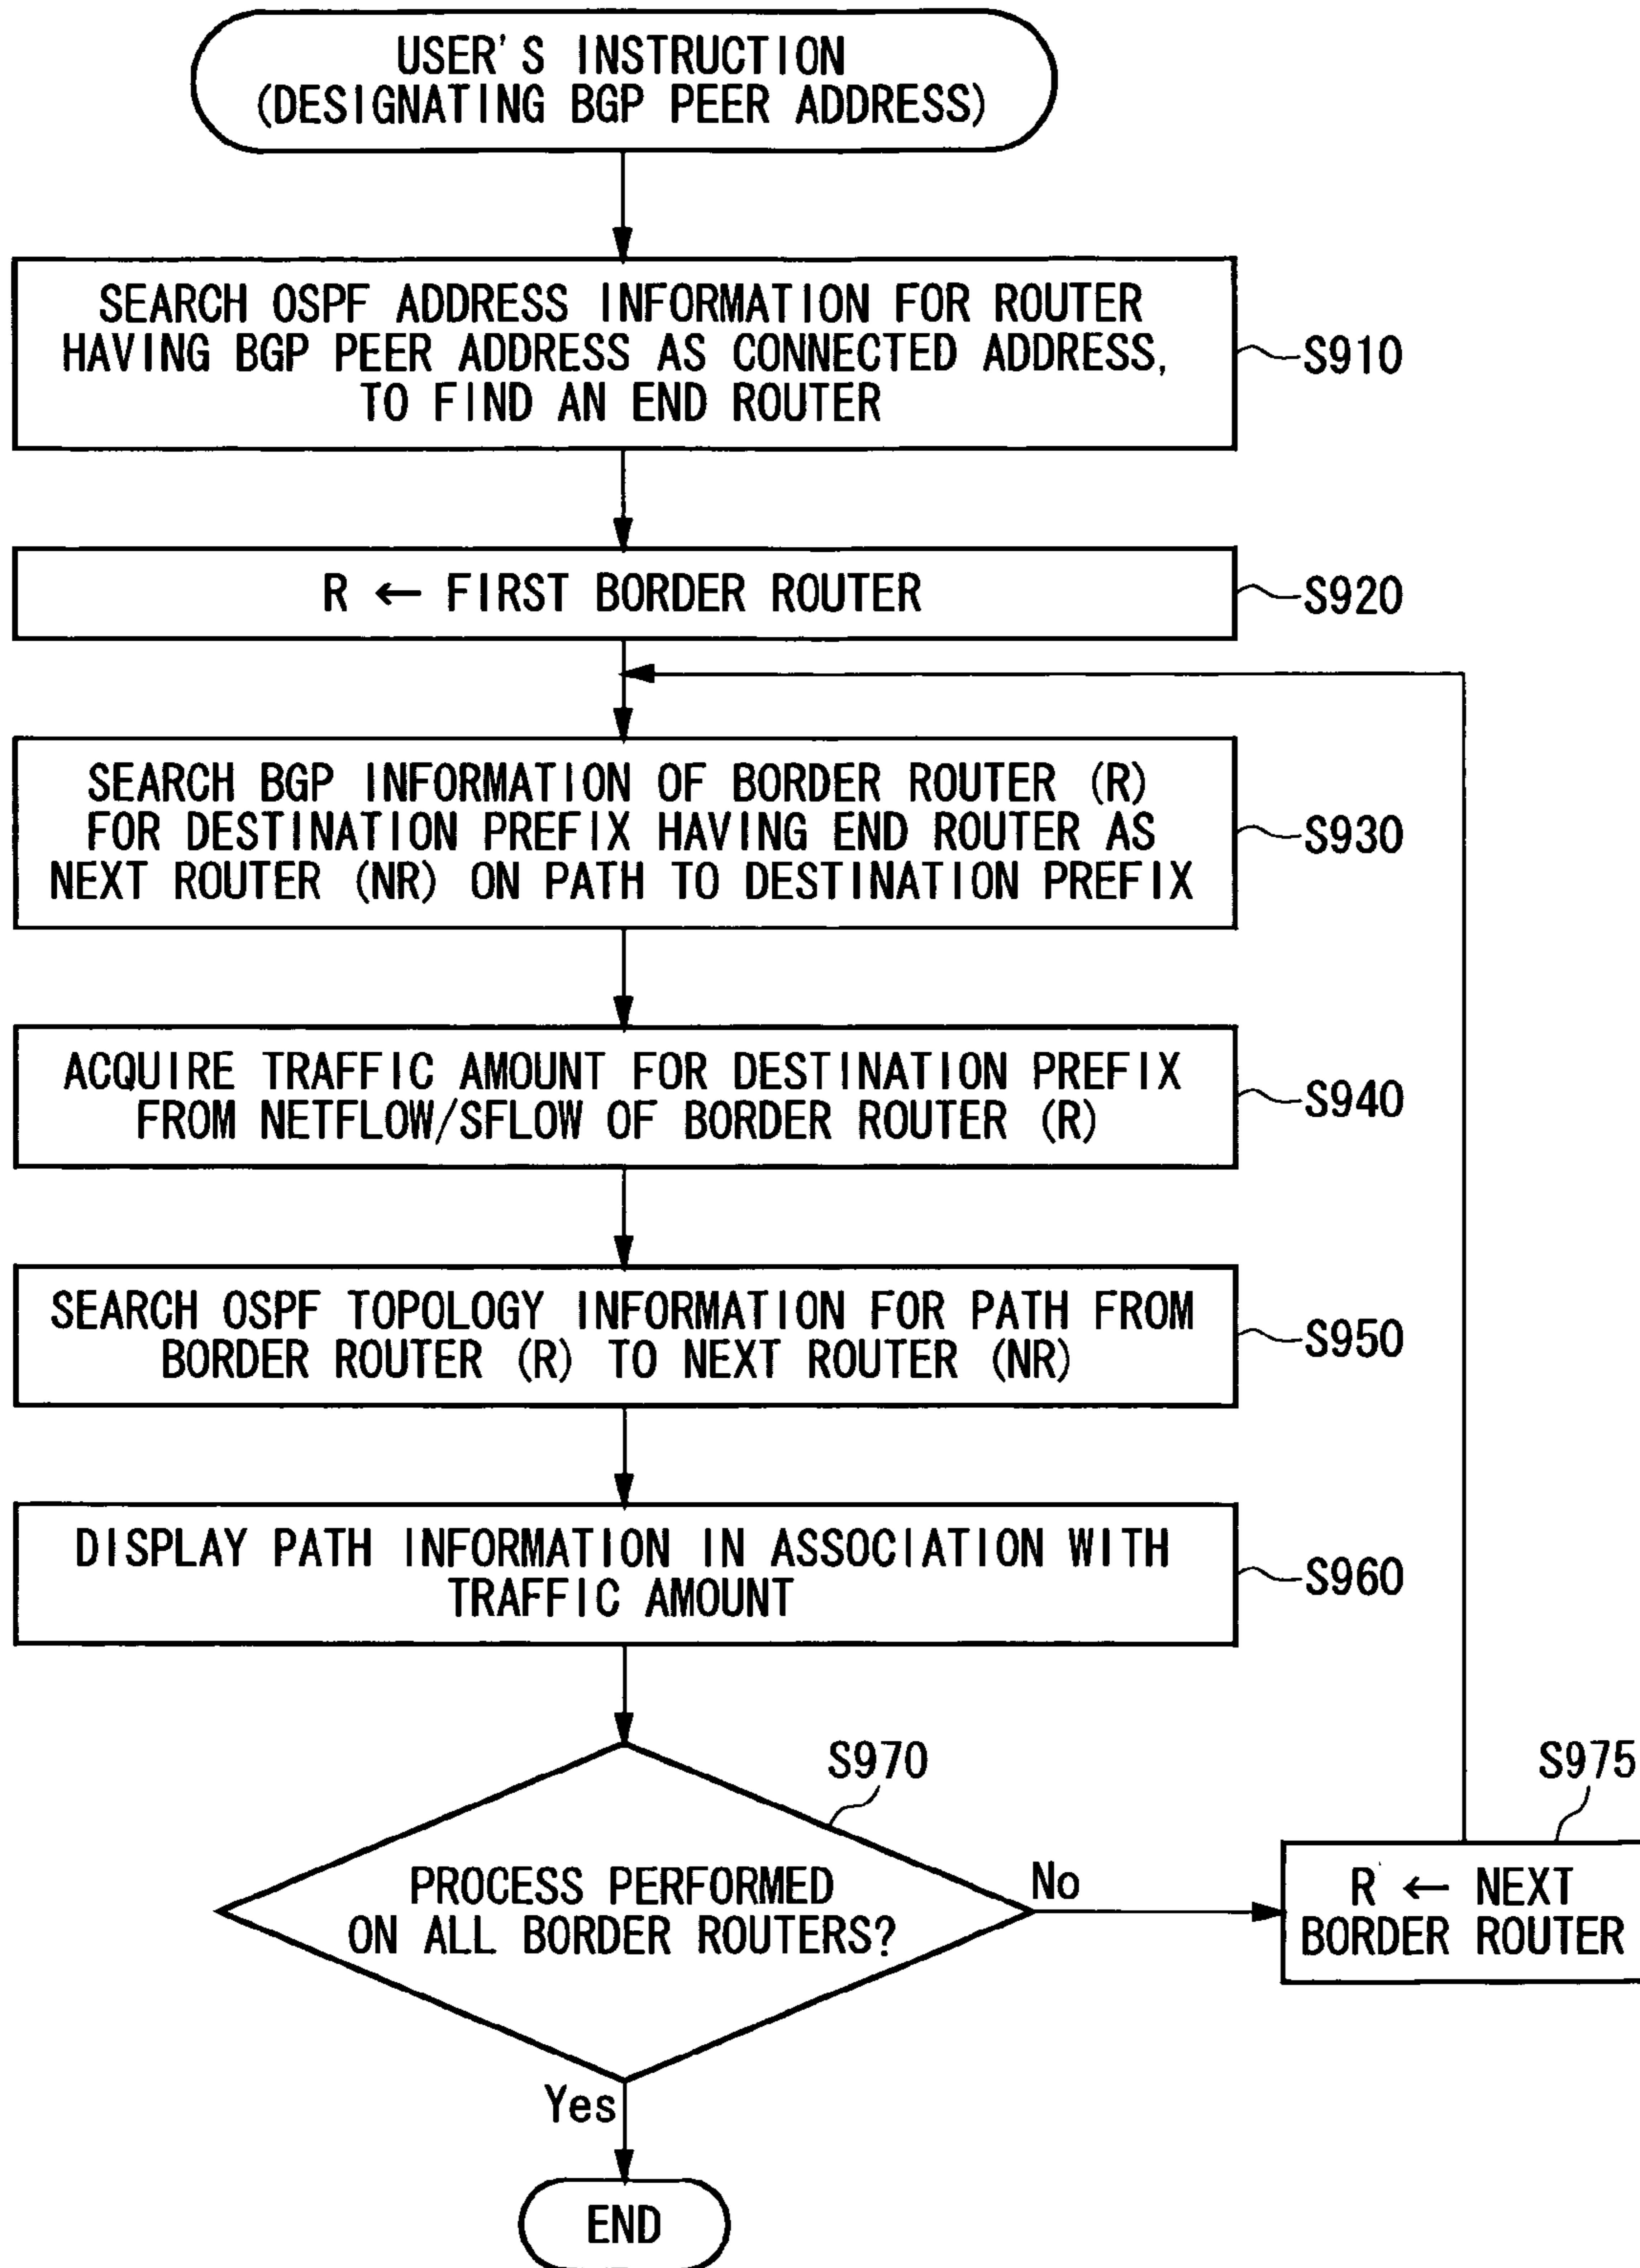 USER'S INSTRUCTION
(DESIGNATING BGP PEER ADDRESS)
SEARCH OSPF ADDRESS INFORMATION FOR ROUTER
HAVING BGP PEER ADDRESS AS CONNECTED ADDRESS,
TO FIND AN END ROUTER
S910
R ← FIRST BORDER ROUTER
S920
SEARCH BGP INFORMATION OF BORDER ROUTER (R)
FOR DESTINATION PREFIX HAVING END ROUTER AS
NEXT ROUTER (NR) ON PATH TO DESTINATION PREFIX
S930
ACQUIRE TRAFFIC AMOUNT FOR DESTINATION PREFIX
FROM NETFLOW/SFLOW OF BORDER ROUTER (R)
S940
SEARCH OSPF TOPOLOGY INFORMATION FOR PATH FROM
BORDER ROUTER (R) TO NEXT ROUTER (NR)
S950
DISPLAY PATH INFORMATION IN ASSOCIATION WITH
TRAFFIC AMOUNT
S960
S970
PROCESS PERFORMED
ON ALL BORDER ROUTERS?
No
S975
R ← NEXT
BORDER ROUTER
Yes
END